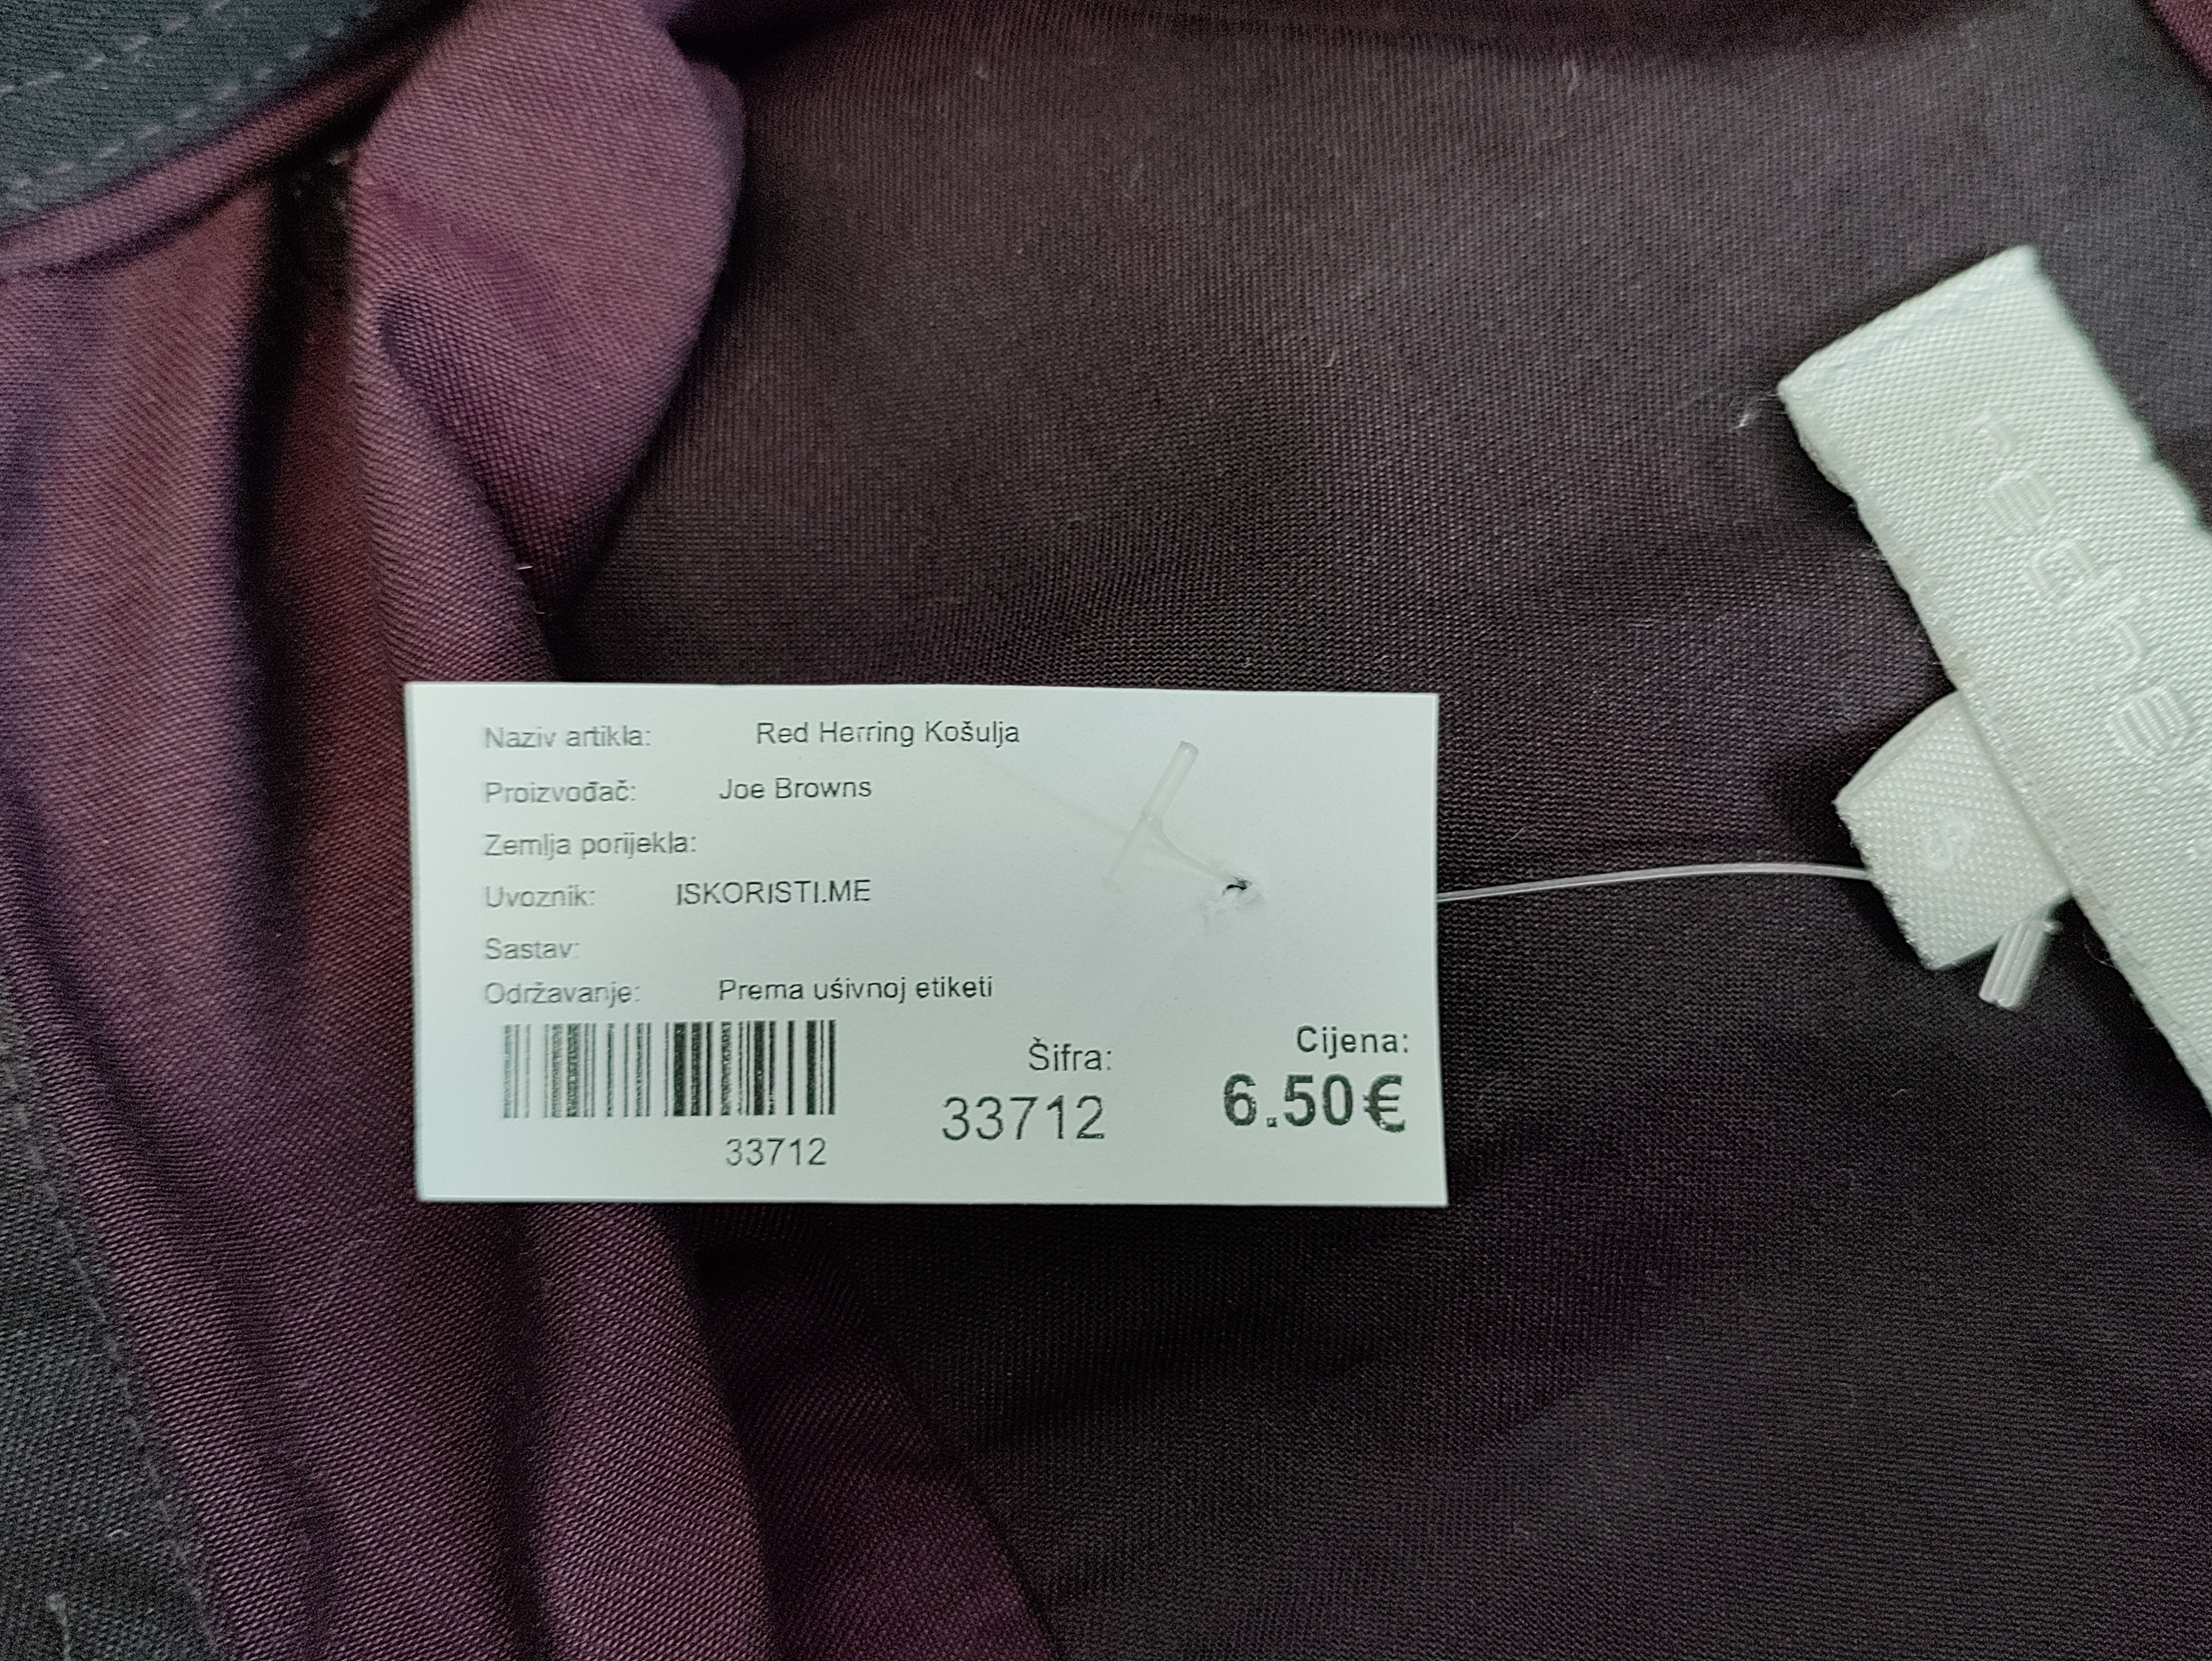 Naziv artikla: Red Herring Košulja
Proizvođač: Joe Browns
Zemlja porijekla:
Uvoznik: ISKORISTI.ME
Sastav:
Održavanje: Prema ušivnoj etiketi
33712
Šifra:
33712
Cijena:
6.50€